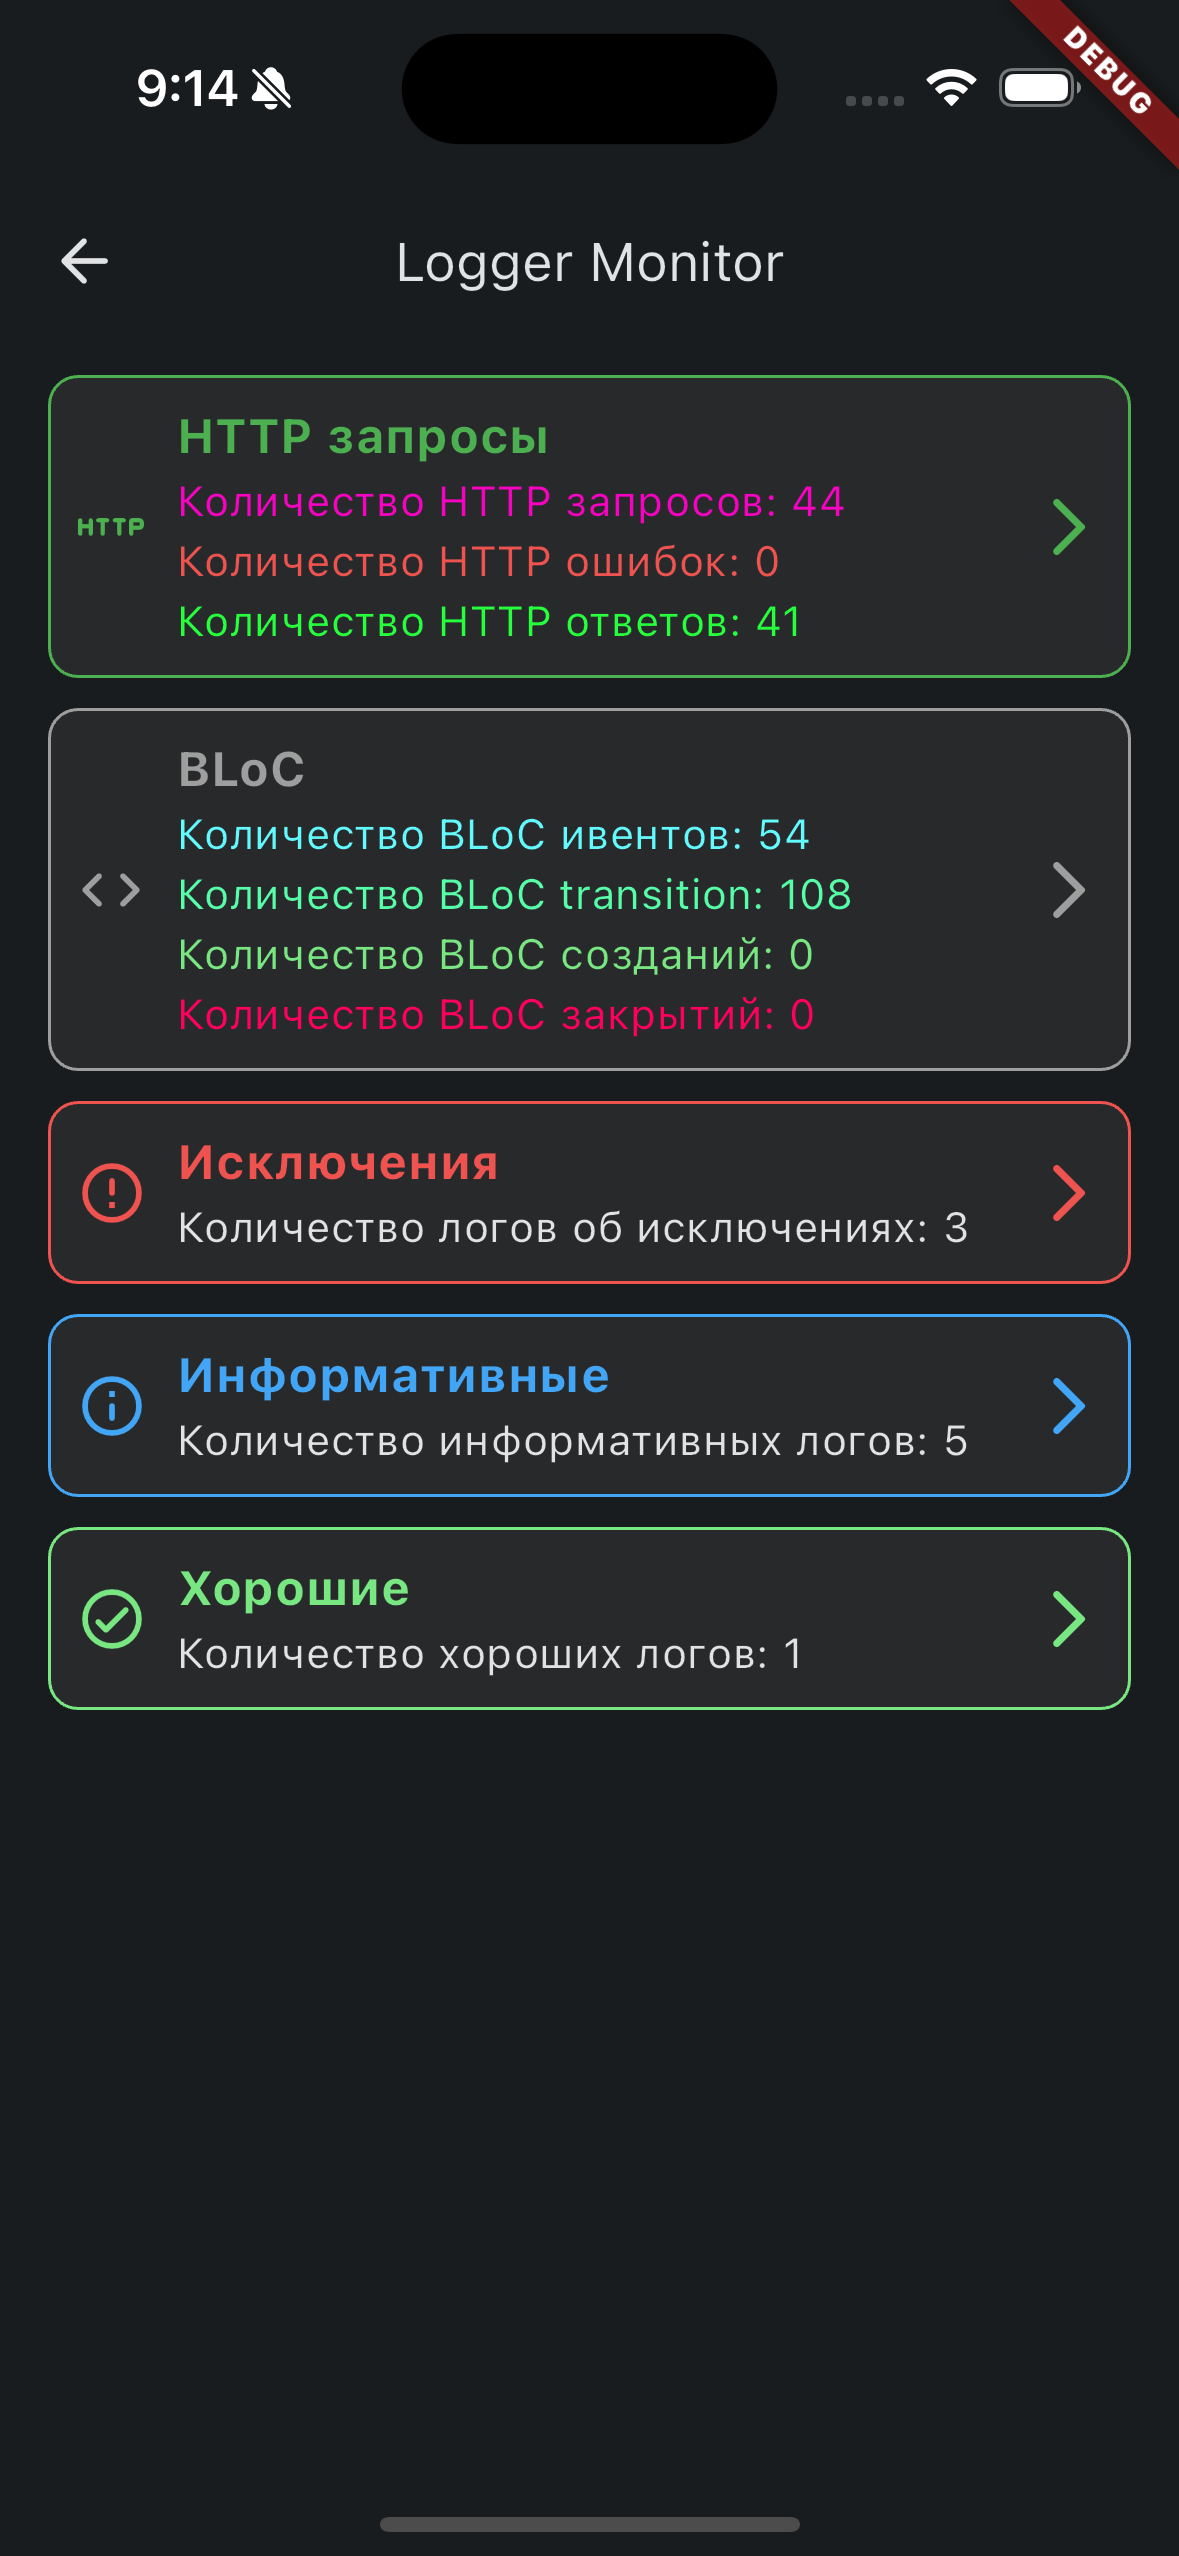 9:14
DEBUG
Logger Monitor
HTTP запросы
Количество HTTP запросов: 44
HTTP
Количество HTTP ошибок: 0
Количество HTTP ответов: 41
BLoC
Количество BLoC ивентов: 54
Количество BLoC transition: 108
Количество BLoC созданий: 0
Количество BLoC закрытий: 0
Исключения
Количество логов об исключениях: 3
Информативные
Количество информативных логов: 5
Хорошие
Количество хороших логов: 1